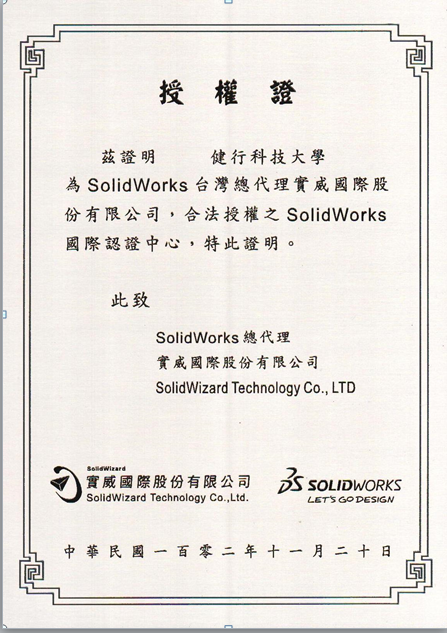 授權證
茲證明 健行科技大學
為 SolidWorks 台灣總代理實威國際股
份有限公司，合法授權之 SolidWorks
國際認證中心，特此證明。
此致
SolidWorks 總代理
實威國際股份有限公司
SolidWizard Technology Co., LTD
SolidWizard
實威國際股份有限公司
SolidWizard Technology Co.,Ltd.
DS SOLIDWORKS
LET'S GO DESIGN
中華民國一百零二年十一月二十日